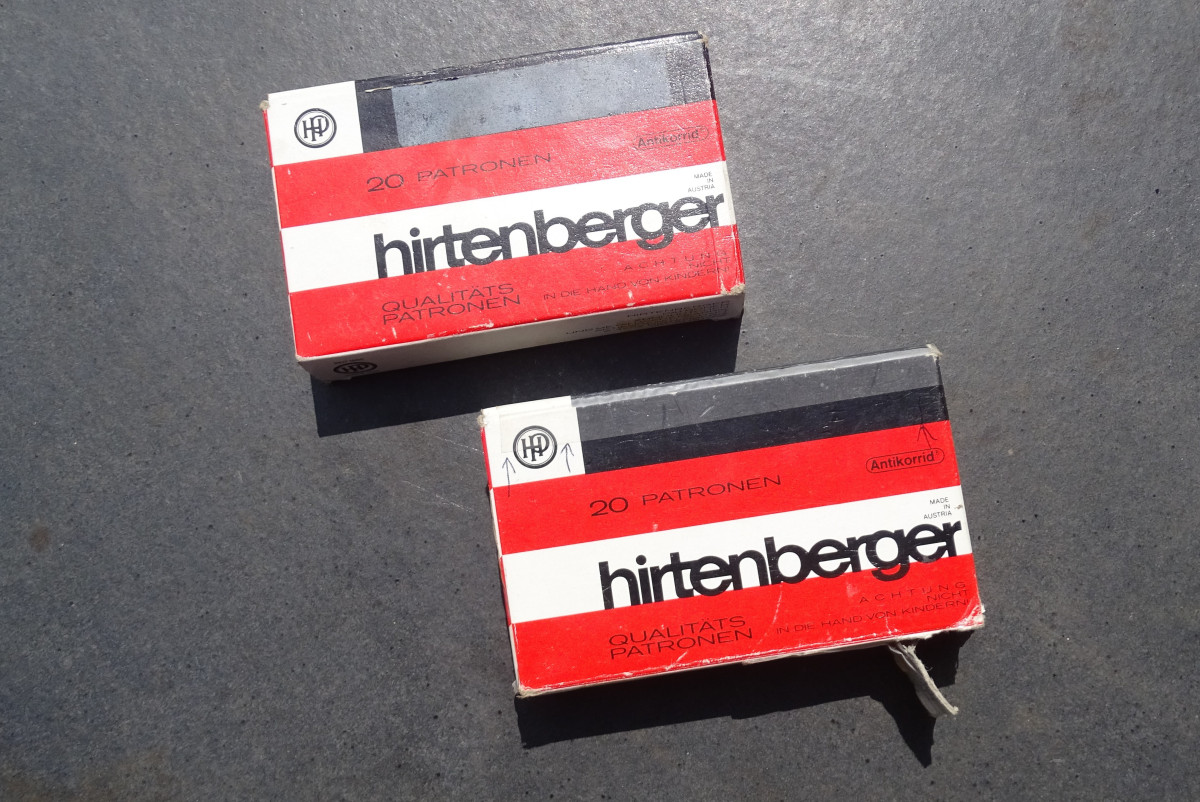 HP
Antikorrid®
20 PATRONEN
MADE
IN
AUSTRIA
hirtenberger
ACHTUNG
NICHT
IN DIE HAND VON KINDERN!
QUALITÄTS
PATRONEN
HP
HP
Antikorrid®
20 PATRONEN
MADE
IN
AUSTRIA
hirtenberger
ACHTUNG
NICHT
IN DIE HAND VON KINDERN!
QUALITÄTS
PATRONEN